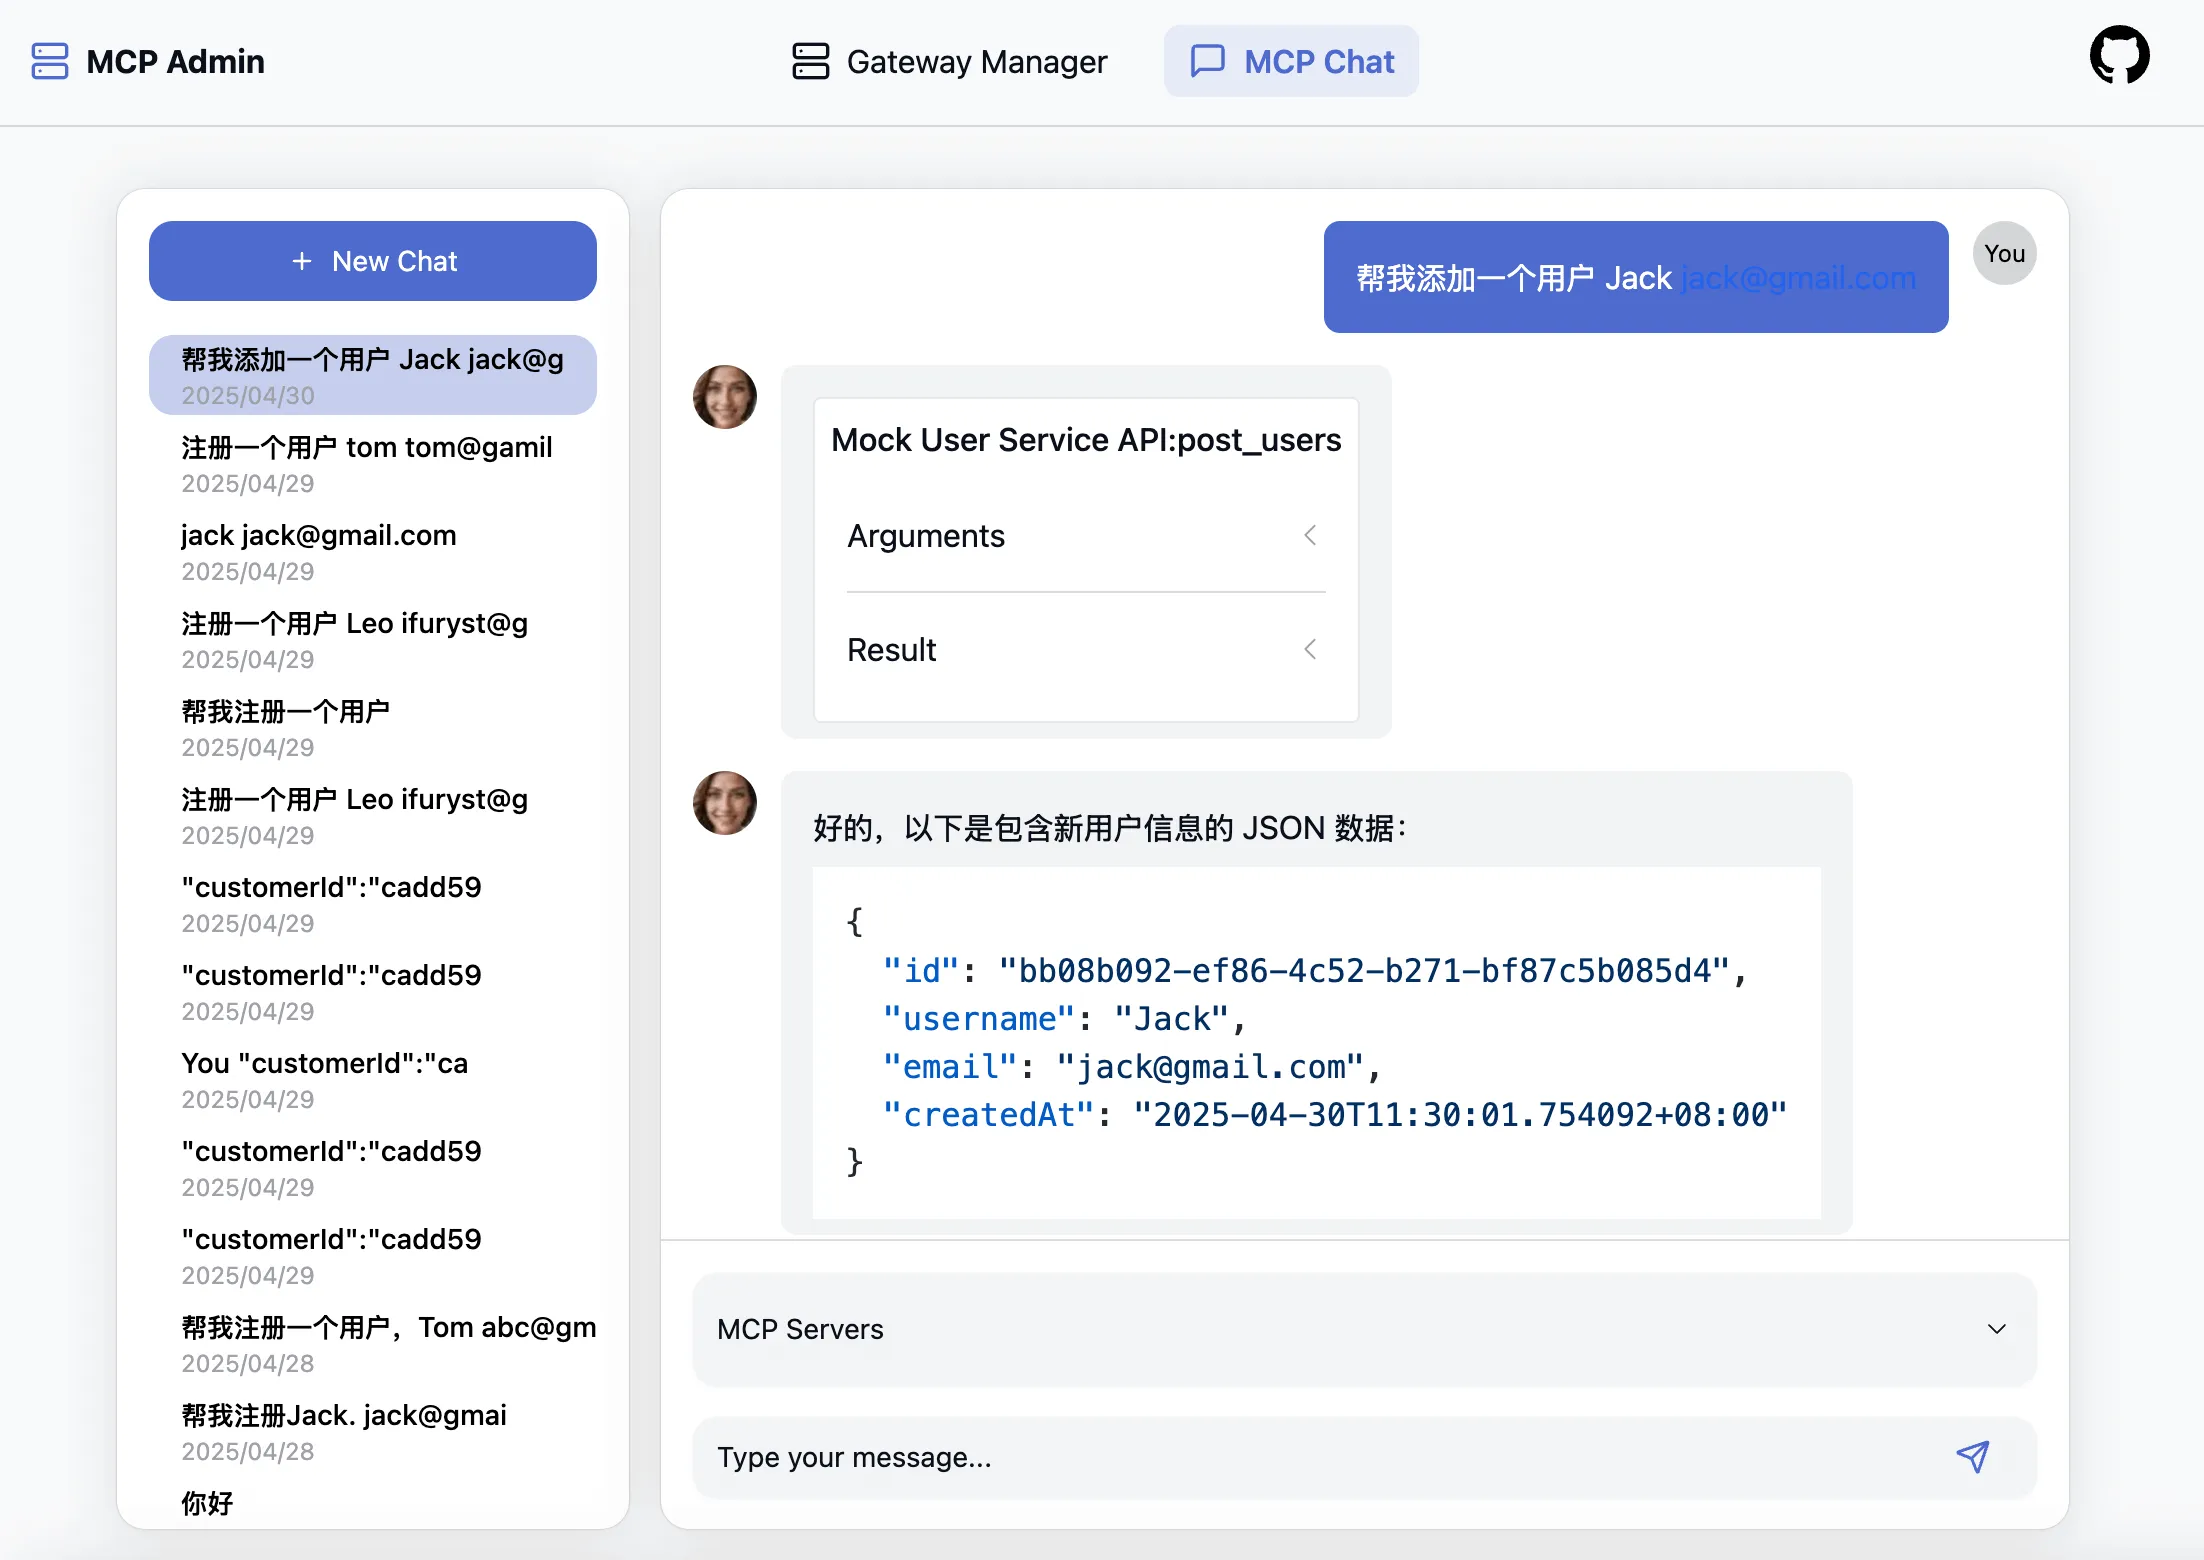 MCP Admin
Gateway Manager
MCP Chat
+ New Chat
帮我添加一个用户 Jack jack@g
2025/04/30
注册一个用户 tom tom@gamil
2025/04/29
jack jack@gmail.com
2025/04/29
注册一个用户 Leo ifuryst@g
2025/04/29
帮我注册一个用户
2025/04/29
注册一个用户 Leo ifuryst@g
2025/04/29
"customerId":"cadd59
2025/04/29
"customerId":"cadd59
2025/04/29
You "customerId":"ca
2025/04/29
"customerId":"cadd59
2025/04/29
"customerId":"cadd59
2025/04/29
帮我注册一个用户，Tom abc@gm
2025/04/28
帮我注册Jack. jack@gmai
2025/04/28
你好
帮我添加一个用户 Jack jack@gmail.com
You
Mock User Service API:post_users
Arguments
Result
好的，以下是包含新用户信息的 JSON 数据：
{
"id": "bb08b092-ef86-4c52-b271-bf87c5b085d4",
"username": "Jack",
"email": "jack@gmail.com",
"createdAt": "2025-04-30T11:30:01.754092+08:00"
}
MCP Servers
Type your message...